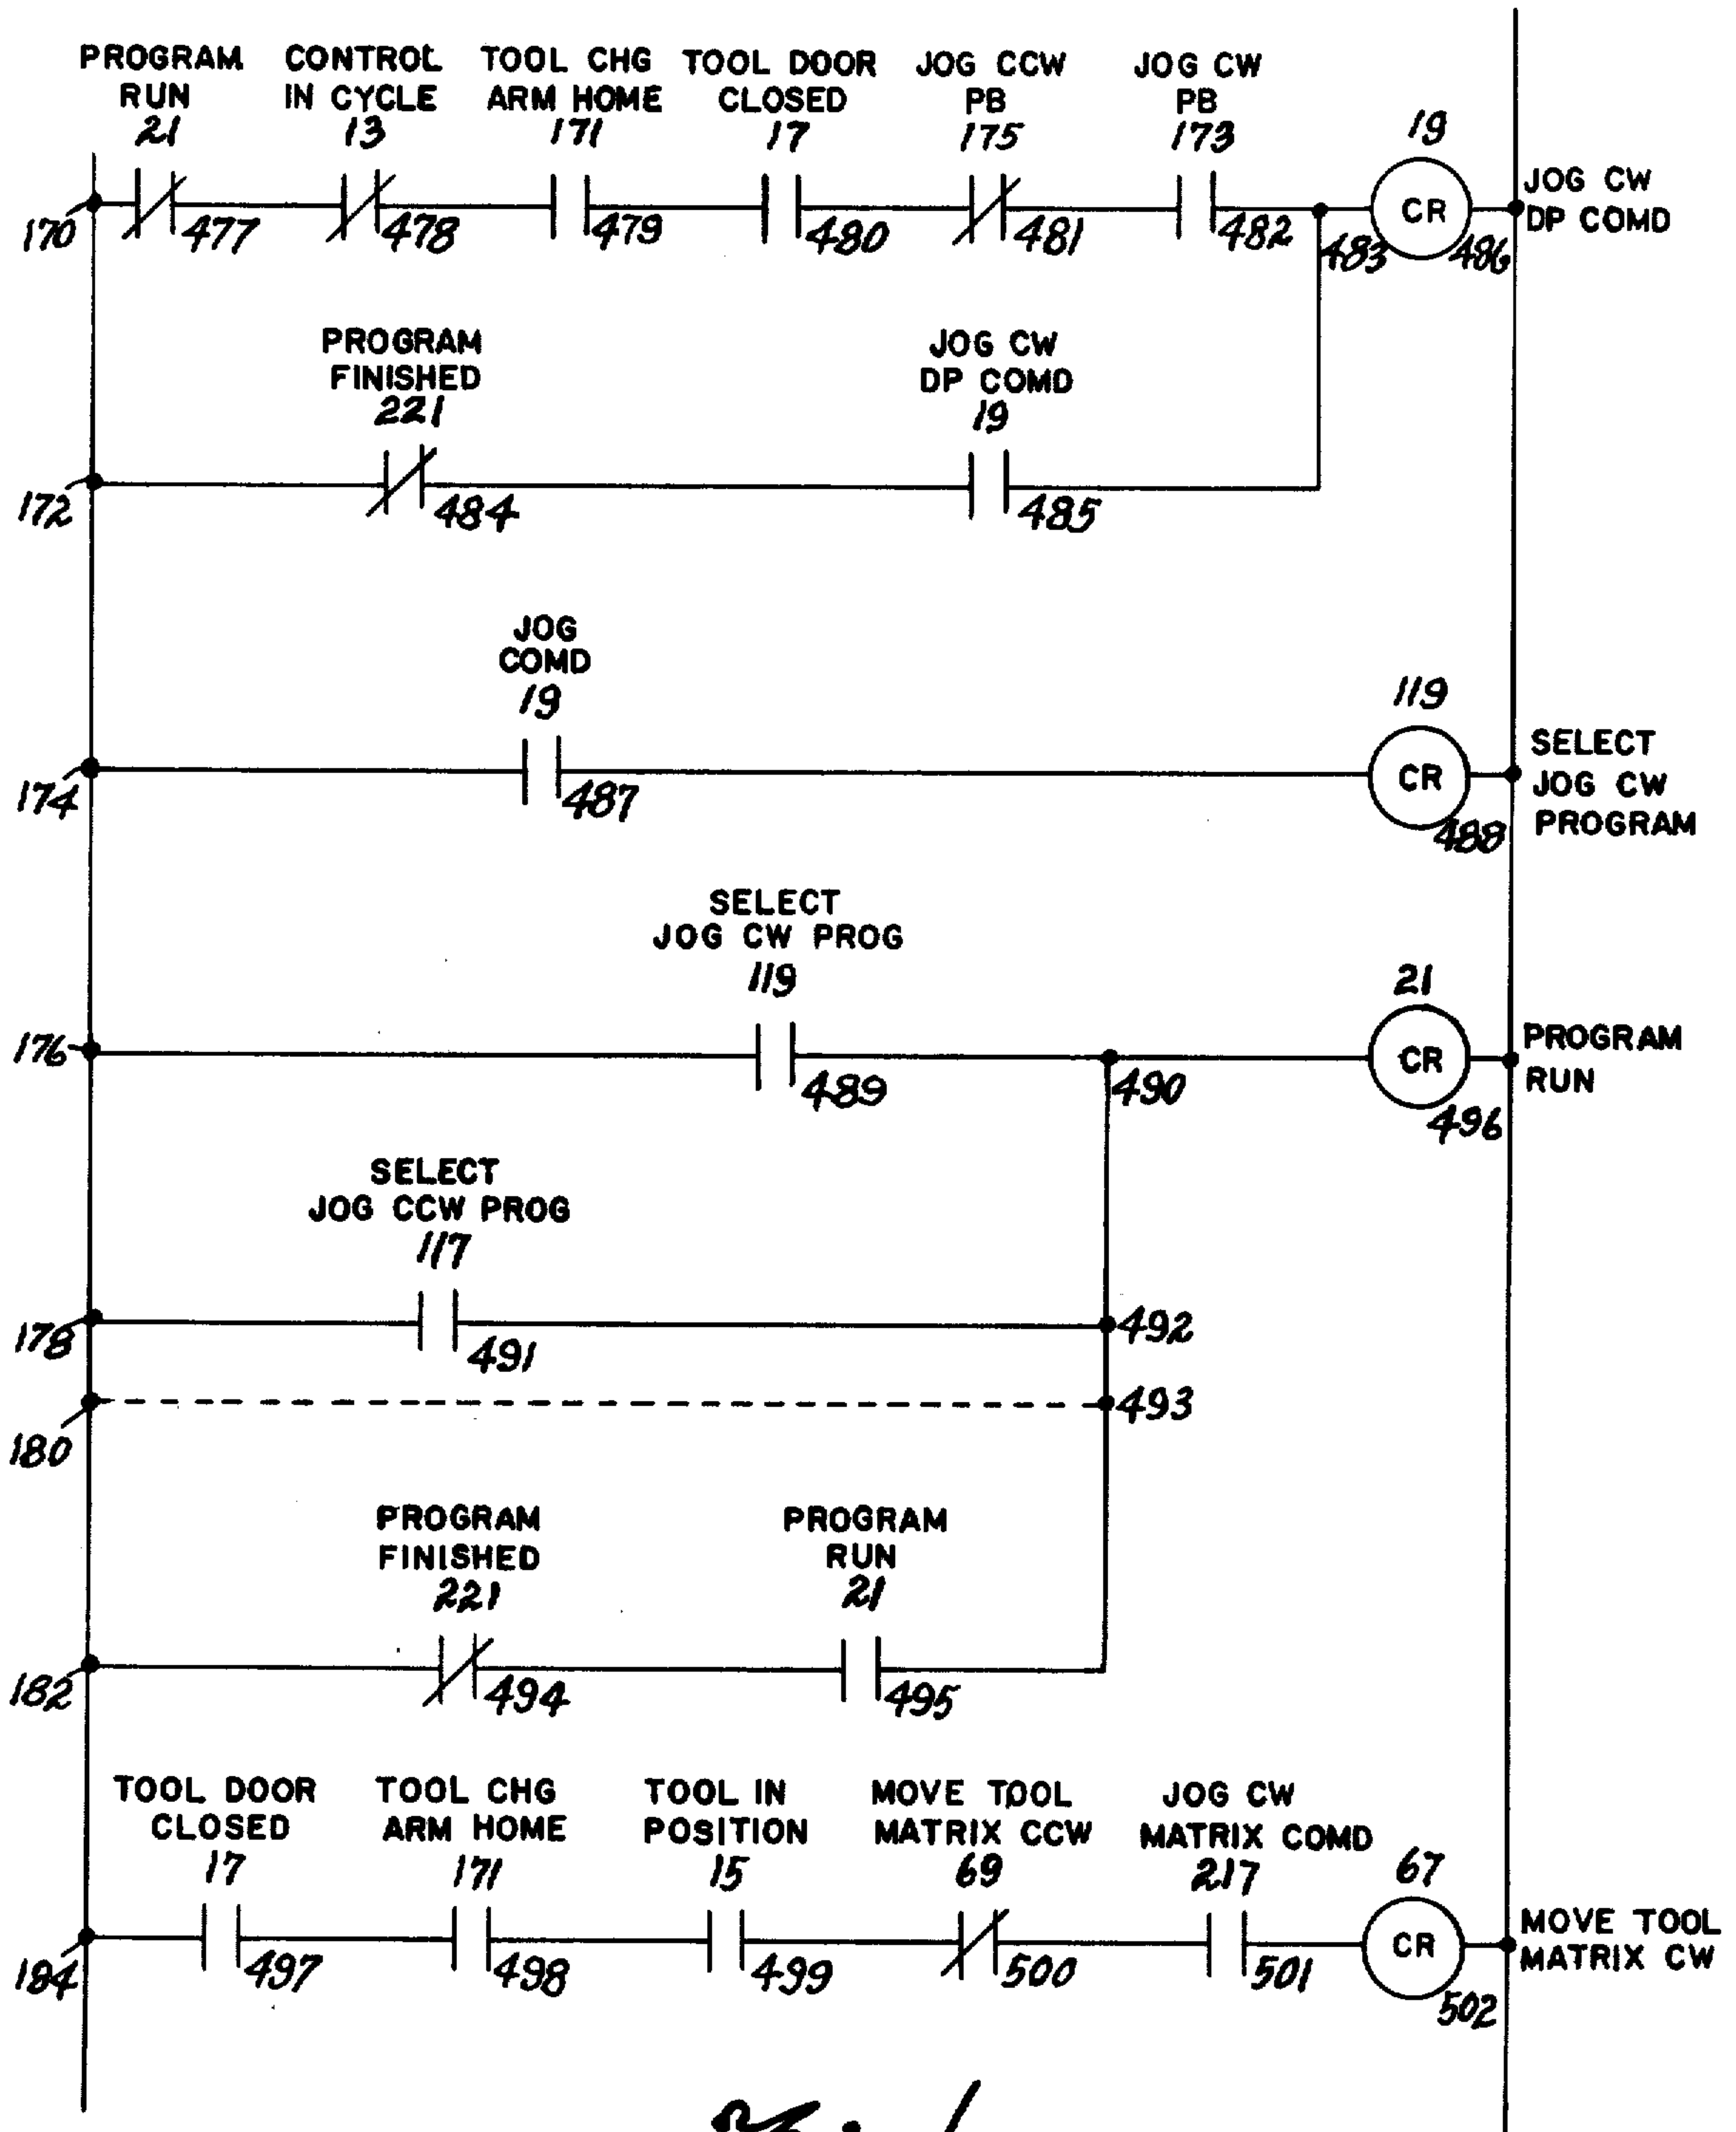 PROGRAM RUN 21
CONTROL IN CYCLE 13
TOOL CHG ARM HOME 171
TOOL DOOR CLOSED 17
JOG CCW PB 175
JOG CW PB 173
19
CR
JOG CW DP COMD
170
477
478
479
480
481
482
483
486
PROGRAM FINISHED 221
JOG CW DP COMD 19
172
484
485
JOG COMD 19
119
CR
SELECT JOG CW PROGRAM
174
487
488
SELECT JOG CW PROG 119
21
CR
PROGRAM RUN
176
489
490
496
SELECT JOG CCW PROG 117
178
491
492
180
493
PROGRAM FINISHED 221
PROGRAM RUN 21
182
494
495
TOOL DOOR CLOSED 17
TOOL CHG ARM HOME 171
TOOL IN POSITION 15
MOVE TOOL MATRIX CCW 69
JOG CW MATRIX COMD 217
67
CR
MOVE TOOL MATRIX CW
184
497
498
499
500
501
502